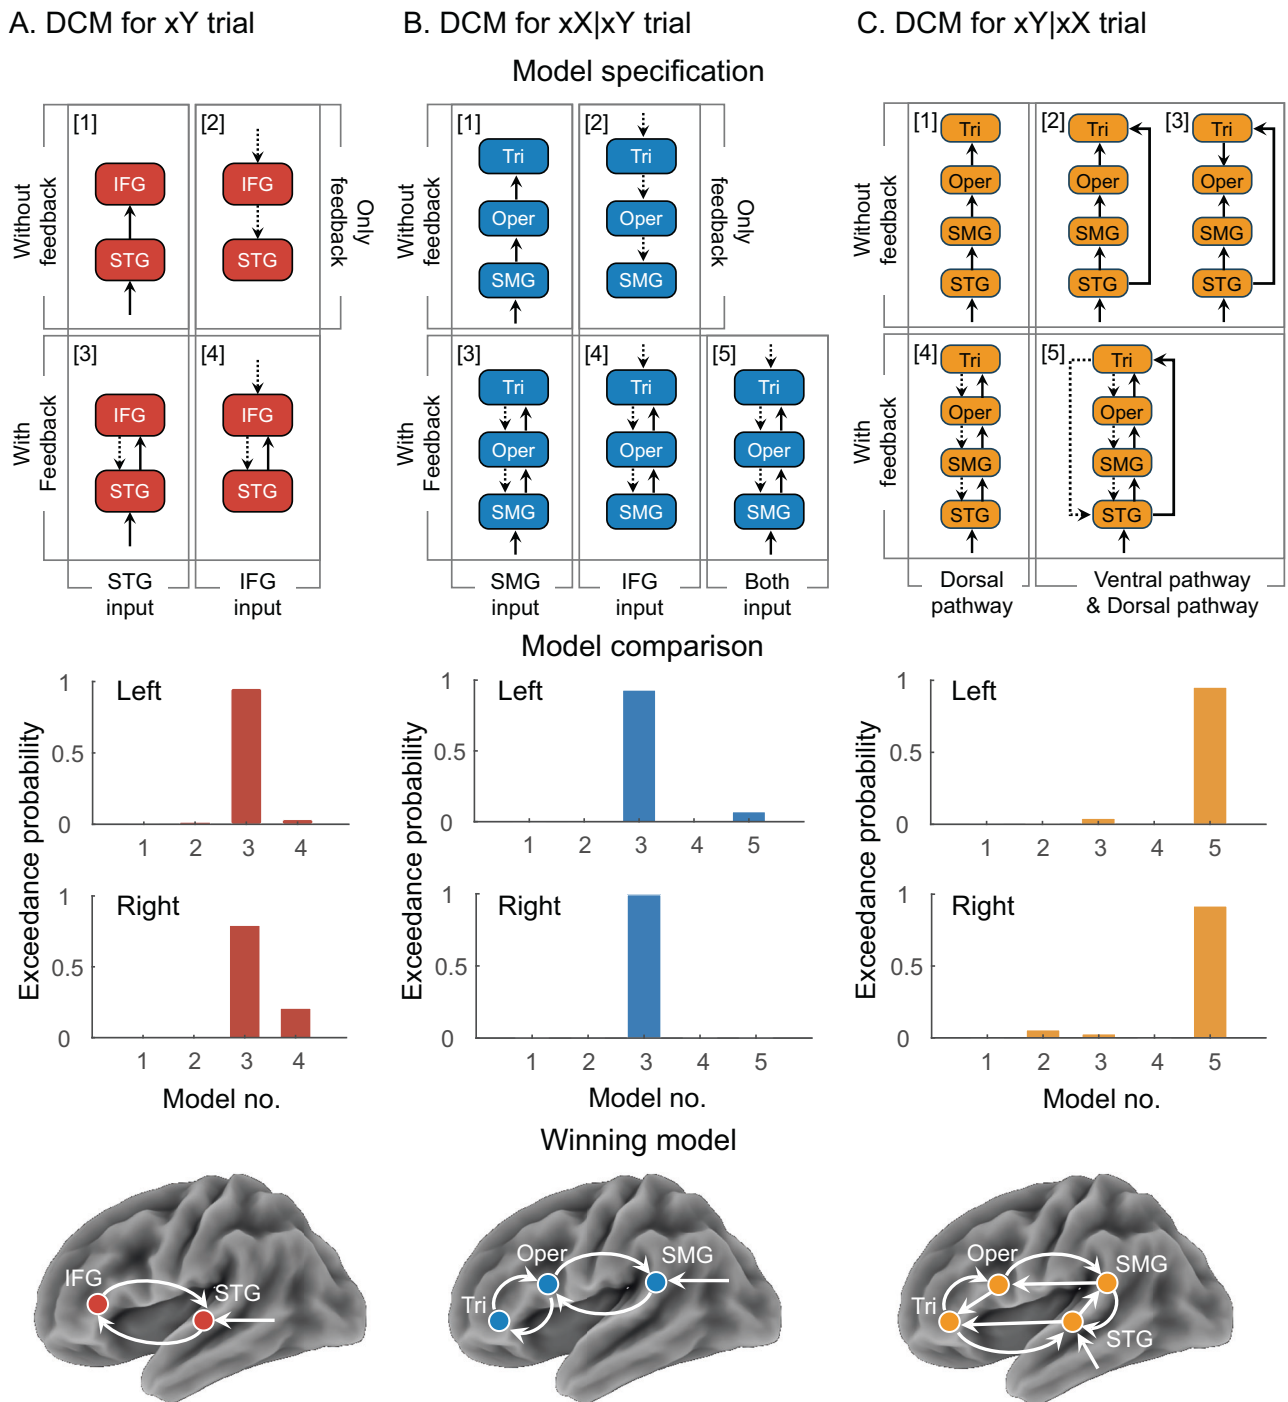 A. DCM for xY trial
B. DCM for xX|xY trial
C. DCM for xY|xX trial
Model specification
[1]
[2]
IFG
IFG
STG
STG
Without
feedback
Only
feedback
[3]
[4]
IFG
IFG
STG
STG
With
Feedback
STG
input
IFG
input
[1]
[2]
Tri
Tri
Oper
Oper
SMG
SMG
Without
feedback
Only
feedback
[3]
[4]
[5]
Tri
Tri
Tri
Oper
Oper
Oper
SMG
SMG
SMG
With
Feedback
SMG
input
IFG
input
Both
input
[1]
[2]
[3]
Tri
Tri
Tri
Oper
Oper
Oper
SMG
SMG
SMG
STG
STG
STG
Without
feedback
[4]
[5]
Tri
Tri
Oper
Oper
SMG
SMG
STG
STG
With
feedback
Dorsal
pathway
Ventral pathway
& Dorsal pathway
Model comparison
Exceedance probability
Left
1
0.5
0
1 2 3 4
Right
1
0.5
0
1 2 3 4
Model no.
Exceedance probability
Left
1
0.5
0
1 2 3 4 5
Right
1
0.5
0
1 2 3 4 5
Model no.
Exceedance probability
Left
1
0.5
0
1 2 3 4 5
Right
1
0.5
0
1 2 3 4 5
Model no.
Winning model
IFG
STG
Oper
SMG
Tri
Oper
SMG
Tri
STG